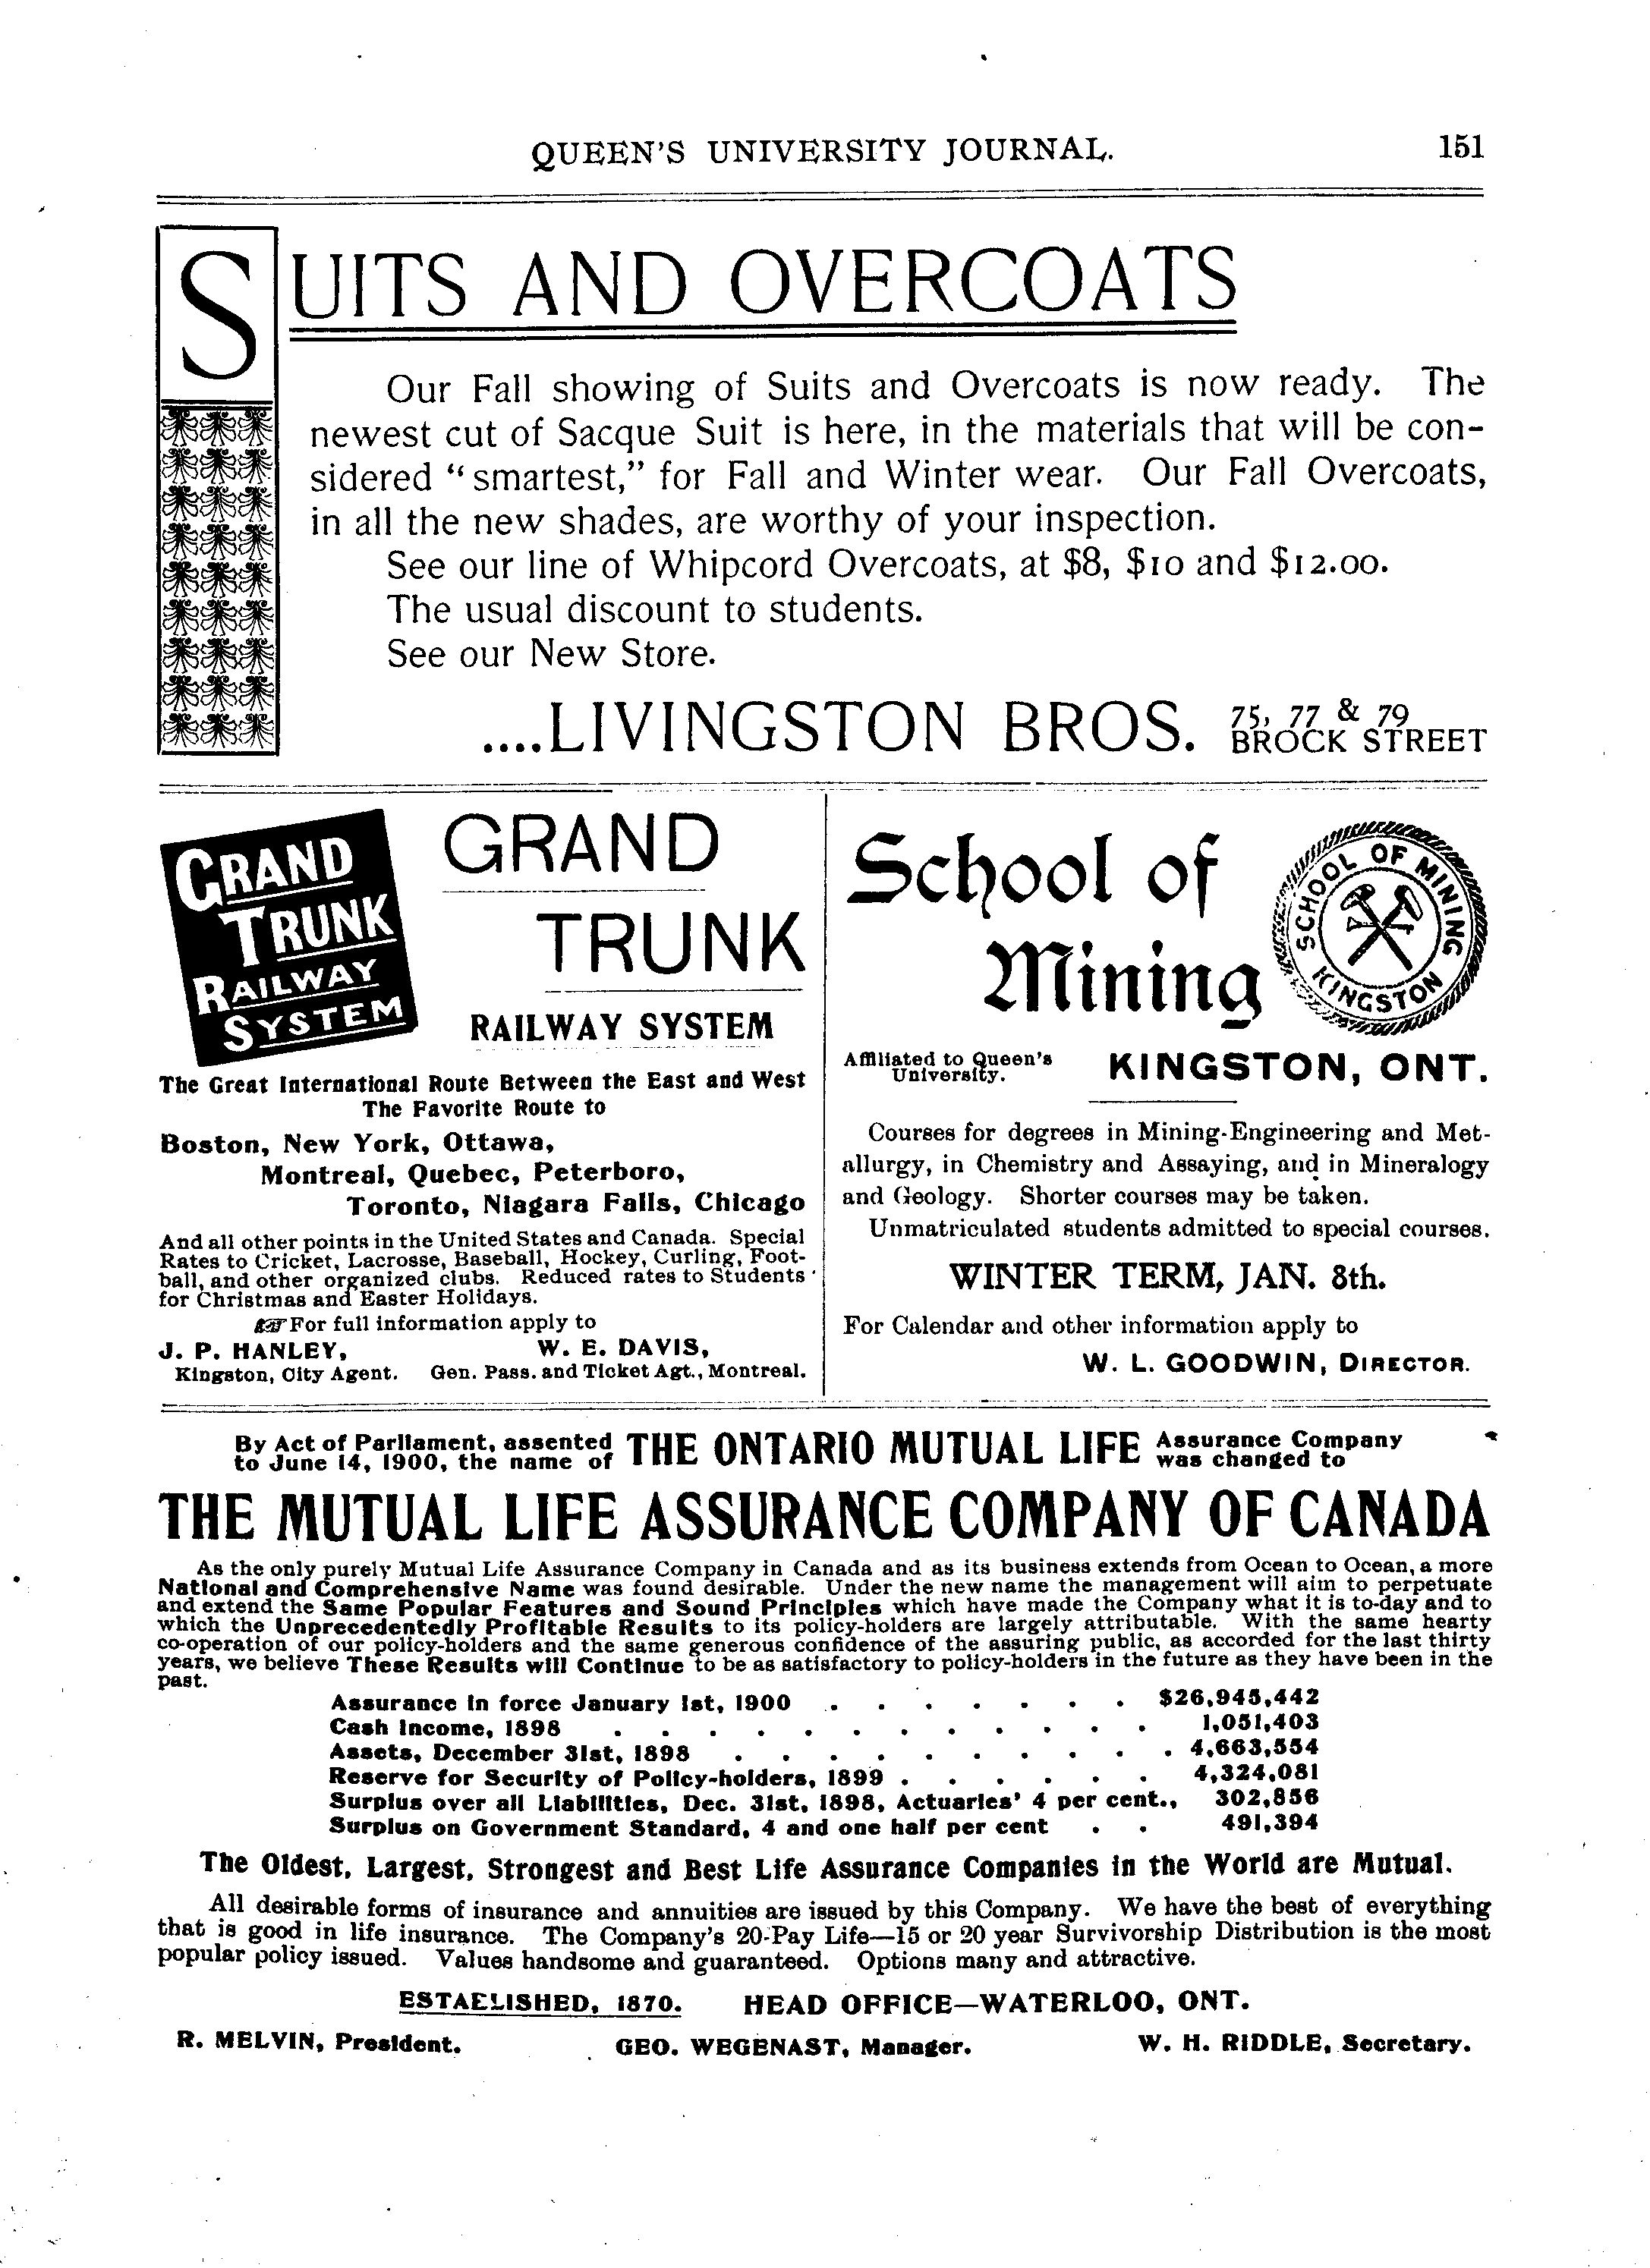 QUEEN'S UNIVERSITY JOURNAL. 151
SUITS AND OVERCOATS
Our Fall showing of Suits and Overcoats is now ready. The
newest cut of Sacque Suit is here, in the materials that will be con-
sidered "smartest," for Fall and Winter wear. Our Fall Overcoats,
in all the new shades, are worthy of your inspection.
See our line of Whipcord Overcoats, at $8, $10 and $12.00.
The usual discount to students.
See our New Store.
....LIVINGSTON BROS. 75, 77 & 79
BROCK STREET
GRAND
TRUNK
RAILWAY
SYSTEM
GRAND
TRUNK
RAILWAY SYSTEM
The Great International Route Between the East and West
The Favorite Route to
Boston, New York, Ottawa,
Montreal, Quebec, Peterboro,
Toronto, Niagara Falls, Chicago
And all other points in the United States and Canada. Special
Rates to Cricket, Lacrosse, Baseball, Hockey, Curling, Foot-
ball, and other organized clubs. Reduced rates to Students
for Christmas and Easter Holidays.
For full information apply to
J. P. HANLEY, W. E. DAVIS,
Kingston, City Agent. Gen. Pass. and Ticket Agt., Montreal.
School of
Mining
SCHOOL OF MINING
KINGSTON
Affiliated to Queen's
University.
KINGSTON, ONT.
Courses for degrees in Mining-Engineering and Met-
allurgy, in Chemistry and Assaying, and in Mineralogy
and Geology. Shorter courses may be taken.
Unmatriculated students admitted to special courses.
WINTER TERM, JAN. 8th.
For Calendar and other information apply to
W. L. GOODWIN, DIRECTOR.
By Act of Parliament, assented
to June 14, 1900, the name of
THE ONTARIO MUTUAL LIFE
Assurance Company
was changed to
THE MUTUAL LIFE ASSURANCE COMPANY OF CANADA
As the only purely Mutual Life Assurance Company in Canada and as its business extends from Ocean to Ocean, a more
National and Comprehensive Name was found desirable. Under the new name the management will aim to perpetuate
and extend the Same Popular Features and Sound Principles which have made the Company what it is to-day and to
which the Unprecedentedly Profitable Results to its policy-holders are largely attributable. With the same hearty
co-operation of our policy-holders and the same generous confidence of the assuring public, as accorded for the last thirty
years, we believe These Results will Continue to be as satisfactory to policy-holders in the future as they have been in the
past.
Assurance in force January 1st, 1900 . . . . . . . $26,945,442
Cash Income, 1898 . . . . . . . . . . . . 1,051,403
Assets, December 31st, 1898 . . . . . . . . . . 4,663,554
Reserve for Security of Policy-holders, 1899 . . . . . . 4,324,081
Surplus over all Liabilities, Dec. 31st, 1898, Actuaries' 4 per cent., 302,856
Surplus on Government Standard, 4 and one half per cent . . 491,394
The Oldest, Largest, Strongest and Best Life Assurance Companies in the World are Mutual.
All desirable forms of insurance and annuities are issued by this Company. We have the best of everything
that is good in life insurance. The Company's 20-Pay Life—15 or 20 year Survivorship Distribution is the most
popular policy issued. Values handsome and guaranteed. Options many and attractive.
ESTABLISHED, 1870. HEAD OFFICE—WATERLOO, ONT.
R. MELVIN, President. GEO. WEGENAST, Manager. W. H. RIDDLE, Secretary.